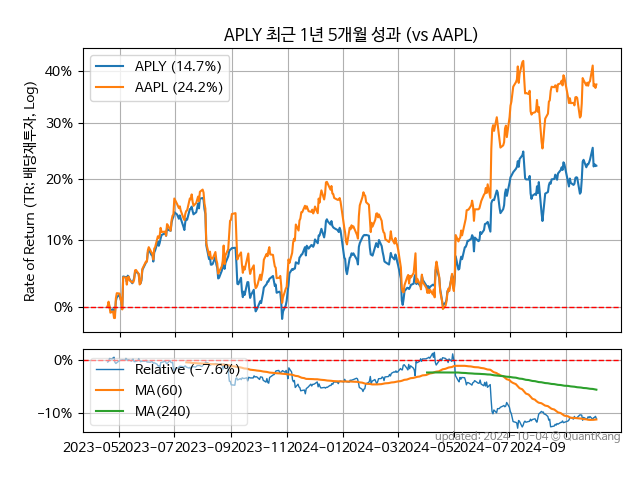 APLY 최근 1년 5개월 성과 (vs AAPL)
APLY (14.7%)
AAPL (24.2%)
Rate of Return (TR: 배당재투자, Log)
40%
30%
20%
10%
0%
Relative (−7.6%)
MA(60)
MA(240)
0%
−10%
2023-05 2023-07 2023-09 2023-11 2024-01 2024-03 2024-05 2024-07 2024-09
updated: 2024-10-04 © QuantKang